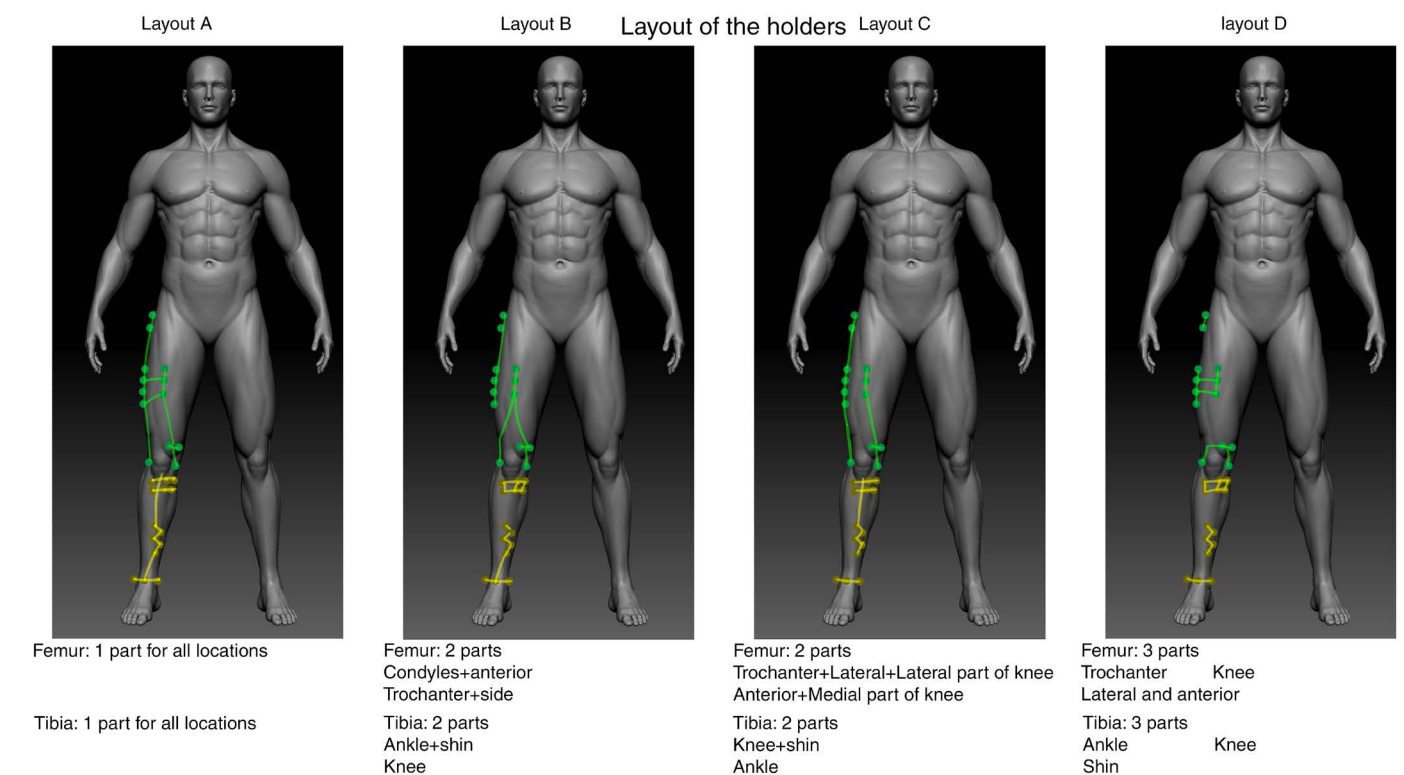 Layout of the holders
Layout A
Layout B
Layout C
layout D
Femur: 1 part for all locations
Tibia: 1 part for all locations
Femur: 2 parts
Condyles+anterior
Trochanter+side
Tibia: 2 parts
Ankle+shin
Knee
Femur: 2 parts
Trochanter+Lateral+Lateral part of knee
Anterior+Medial part of knee
Tibia: 2 parts
Knee+shin
Ankle
Femur: 3 parts
Trochanter Knee
Lateral and anterior
Tibia: 3 parts
Ankle Knee
Shin